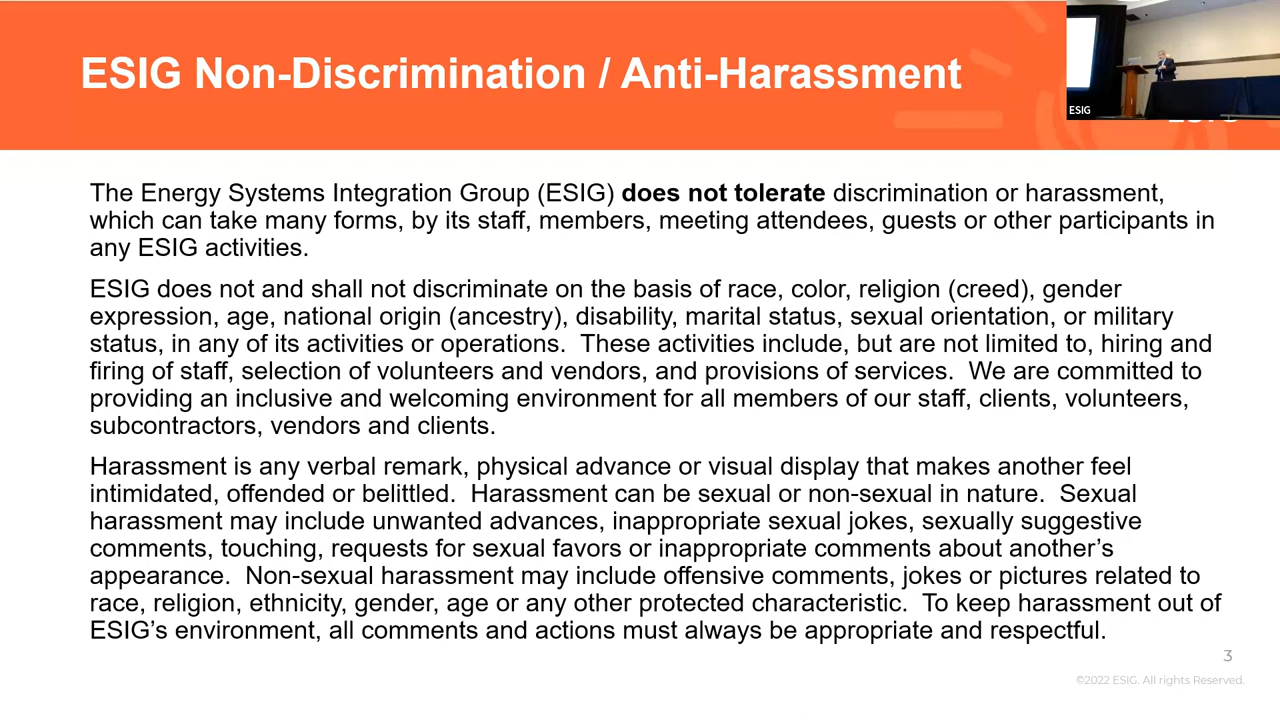 ESIG Non-Discrimination / Anti-Harassment
ESIG
The Energy Systems Integration Group (ESIG) does not tolerate discrimination or harassment,
which can take many forms, by its staff, members, meeting attendees, guests or other participants in
any ESIG activities.
ESIG does not and shall not discriminate on the basis of race, color, religion (creed), gender
expression, age, national origin (ancestry), disability, marital status, sexual orientation, or military
status, in any of its activities or operations.  These activities include, but are not limited to, hiring and
firing of staff, selection of volunteers and vendors, and provisions of services.  We are committed to
providing an inclusive and welcoming environment for all members of our staff, clients, volunteers,
subcontractors, vendors and clients.
Harassment is any verbal remark, physical advance or visual display that makes another feel
intimidated, offended or belittled.  Harassment can be sexual or non-sexual in nature.  Sexual
harassment may include unwanted advances, inappropriate sexual jokes, sexually suggestive
comments, touching, requests for sexual favors or inappropriate comments about another’s
appearance.  Non-sexual harassment may include offensive comments, jokes or pictures related to
race, religion, ethnicity, gender, age or any other protected characteristic.  To keep harassment out of
ESIG’s environment, all comments and actions must always be appropriate and respectful.
3
©2022 ESIG. All rights Reserved.